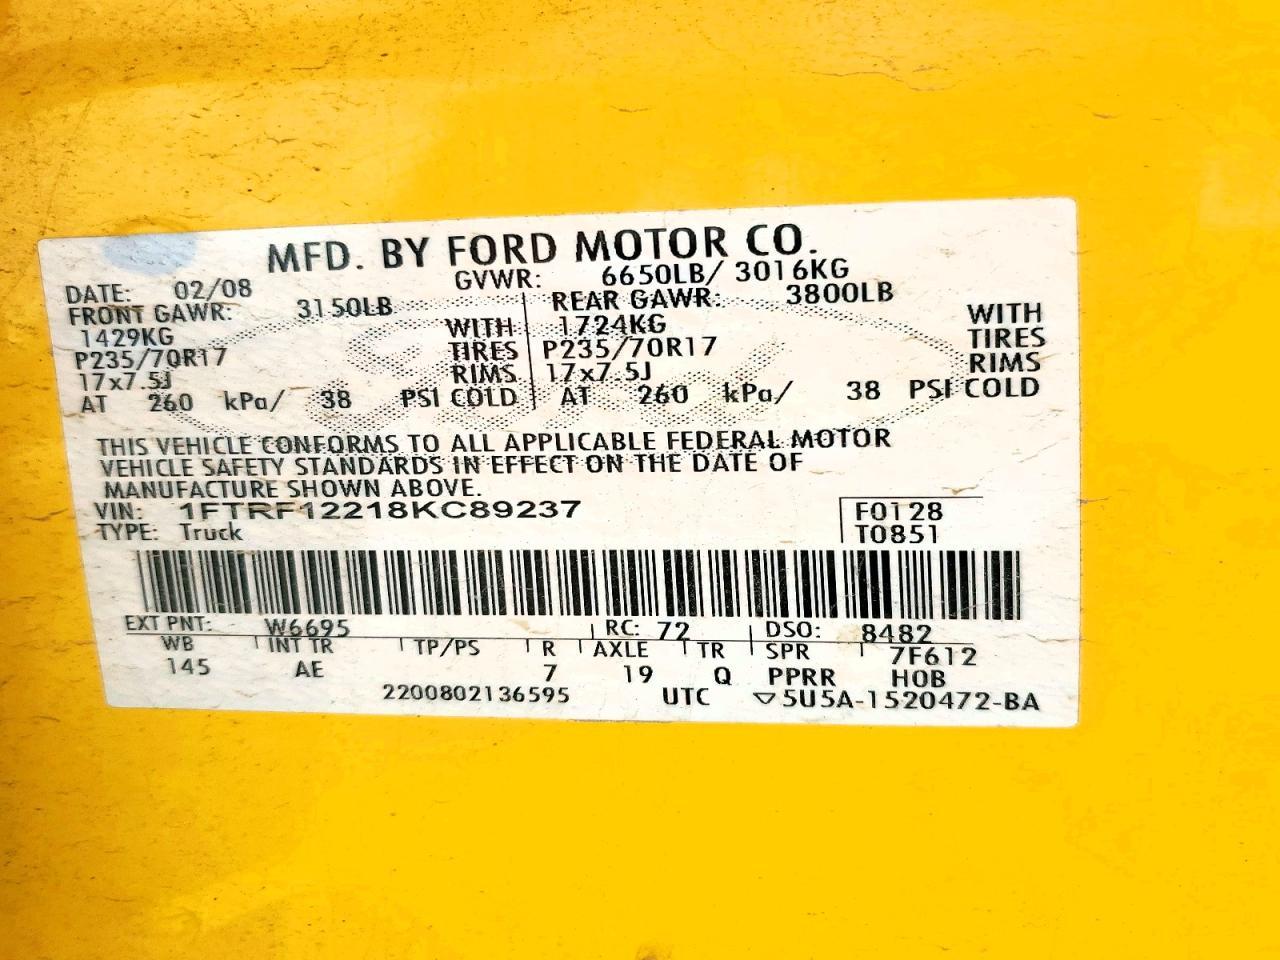 MFD. BY FORD MOTOR CO.
DATE: 02/08 GVWR: 6650LB/ 3016KG
FRONT GAWR: 3150LB REAR GAWR: 3800LB
1429KG WITH 1724KG WITH
P235/70R17 TIRES P235/70R17 TIRES
17x7.5J RIMS 17x7.5J RIMS
AT 260 kPa/ 38 PSI COLD AT 260 kPa/ 38 PSI COLD
THIS VEHICLE CONFORMS TO ALL APPLICABLE FEDERAL MOTOR
VEHICLE SAFETY STANDARDS IN EFFECT ON THE DATE OF
MANUFACTURE SHOWN ABOVE.
VIN: 1FTRF12218KC89237 F0128
TYPE: Truck T0851
EXT PNT: W6695 RC: 72 DSO: 8482
WB INT TR TP/PS R AXLE TR SPR 7F612
145 AE 7 19 Q PPRR H0B
2200802136595 UTC ▽5U5A-1520472-BA